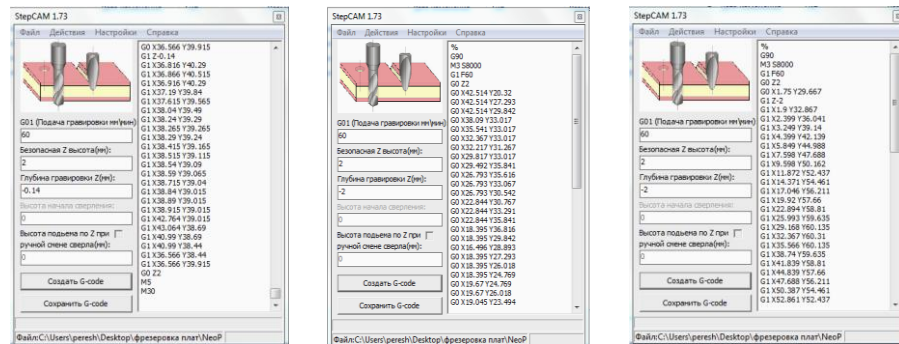 StepCAM 1.73
Файл Действия Настройки Справка
G01 (Подача гравировки мм\мин)
60
Безопасная Z высота(мм):
2
Глубина гравировки Z(мм):
-0.14
Высота начала сверления:
0
Высота подьема по Z при
ручной смене сверла(мм):
0
Создать G-code
Сохранить G-code
G0 X36.566 Y39.915
G1 Z-0.14
G1 X36.816 Y40.29
G1 X36.866 Y40.515
G1 X36.916 Y40.29
G1 X37.19 Y39.84
G1 X37.615 Y39.565
G1 X38.04 Y39.49
G1 X38.24 Y39.29
G1 X38.265 Y39.265
G1 X38.29 Y39.24
G1 X38.415 Y39.165
G1 X38.515 Y39.115
G1 X38.54 Y39.09
G1 X38.59 Y39.065
G1 X38.715 Y39.04
G1 X38.84 Y39.015
G1 X38.89 Y39.015
G1 X38.915 Y39.015
G1 X42.764 Y39.015
G1 X43.064 Y38.69
G1 X40.99 Y38.69
G1 X40.99 Y38.44
G1 X36.566 Y38.44
G1 X36.566 Y39.915
G0 Z2
M5
M30
Файл:C:\Users\peresh\Desktop\фрезеровка плат\NeoP
StepCAM 1.73
Файл Действия Настройки Справка
G01 (Подача гравировки мм\мин)
60
Безопасная Z высота(мм):
2
Глубина гравировки Z(мм):
-2
Высота начала сверления:
0
Высота подьема по Z при
ручной смене сверла(мм):
0
Создать G-code
Сохранить G-code
%
G90
M3 S8000
G1 F60
G0 Z2
G0 X42.514 Y20.32
G0 X42.514 Y27.293
G0 X42.514 Y29.842
G0 X38.09 Y33.017
G0 X35.541 Y33.017
G0 X32.367 Y33.017
G0 X32.217 Y31.267
G0 X29.817 Y33.017
G0 X29.492 Y35.841
G0 X26.793 Y35.616
G0 X26.793 Y33.067
G0 X26.793 Y30.542
G0 X22.844 Y30.767
G0 X22.844 Y33.291
G0 X22.844 Y35.841
G0 X18.395 Y36.816
G0 X18.395 Y29.842
G0 X16.496 Y28.893
G0 X18.395 Y27.293
G0 X18.395 Y26.018
G0 X18.395 Y24.769
G0 X19.67 Y24.769
G0 X19.67 Y26.018
G0 X19.045 Y23.494
Файл:C:\Users\peresh\Desktop\фрезеровка плат\NeoP
StepCAM 1.73
Файл Действия Настройки Справка
G01 (Подача гравировки мм\мин)
60
Безопасная Z высота(мм):
2
Глубина гравировки Z(мм):
-2
Высота начала сверления:
0
Высота подьема по Z при
ручной смене сверла(мм):
0
Создать G-code
Сохранить G-code
%
G90
M3 S8000
G1 F60
G0 Z2
G0 X1.75 Y29.667
G1 Z-2
G1 X1.9 Y32.867
G1 X2.399 Y36.041
G1 X3.249 Y39.14
G1 X4.399 Y42.139
G1 X5.849 Y44.988
G1 X7.598 Y47.688
G1 X9.598 Y50.162
G1 X11.872 Y52.437
G1 X14.371 Y54.461
G1 X17.046 Y56.211
G1 X19.92 Y57.66
G1 X22.894 Y58.81
G1 X25.993 Y59.635
G1 X29.168 Y60.135
G1 X32.367 Y60.31
G1 X35.566 Y60.135
G1 X38.74 Y59.635
G1 X41.839 Y58.81
G1 X44.839 Y57.66
G1 X47.688 Y56.211
G1 X50.387 Y54.461
G1 X52.861 Y52.437
Файл:C:\Users\peresh\Desktop\фрезеровка плат\NeoP